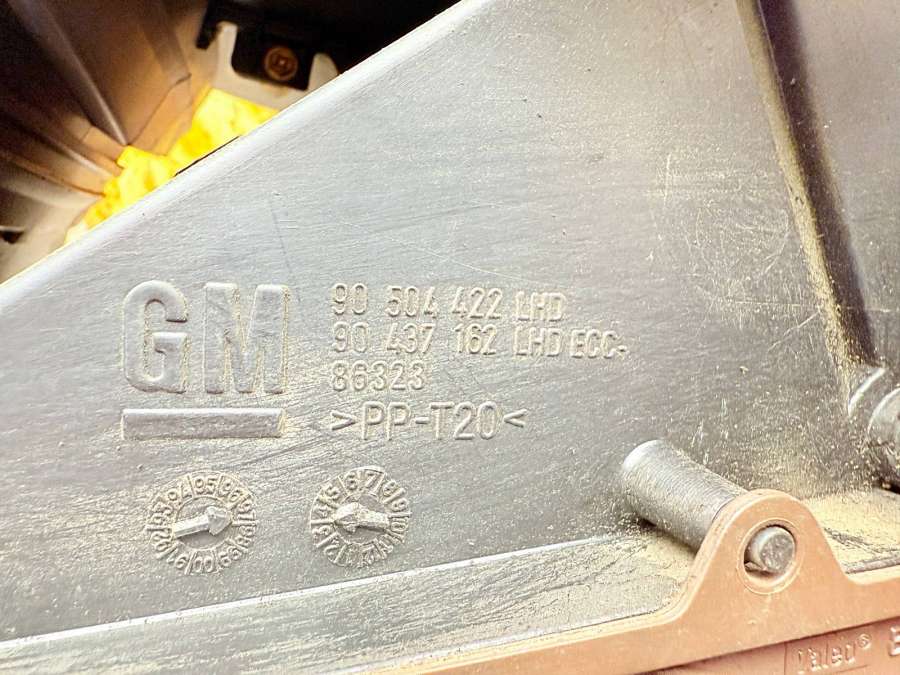 GM
90 504 422 LHD
90 437 162 LHD ECC-
86323
>PP-T20<
Valeo®